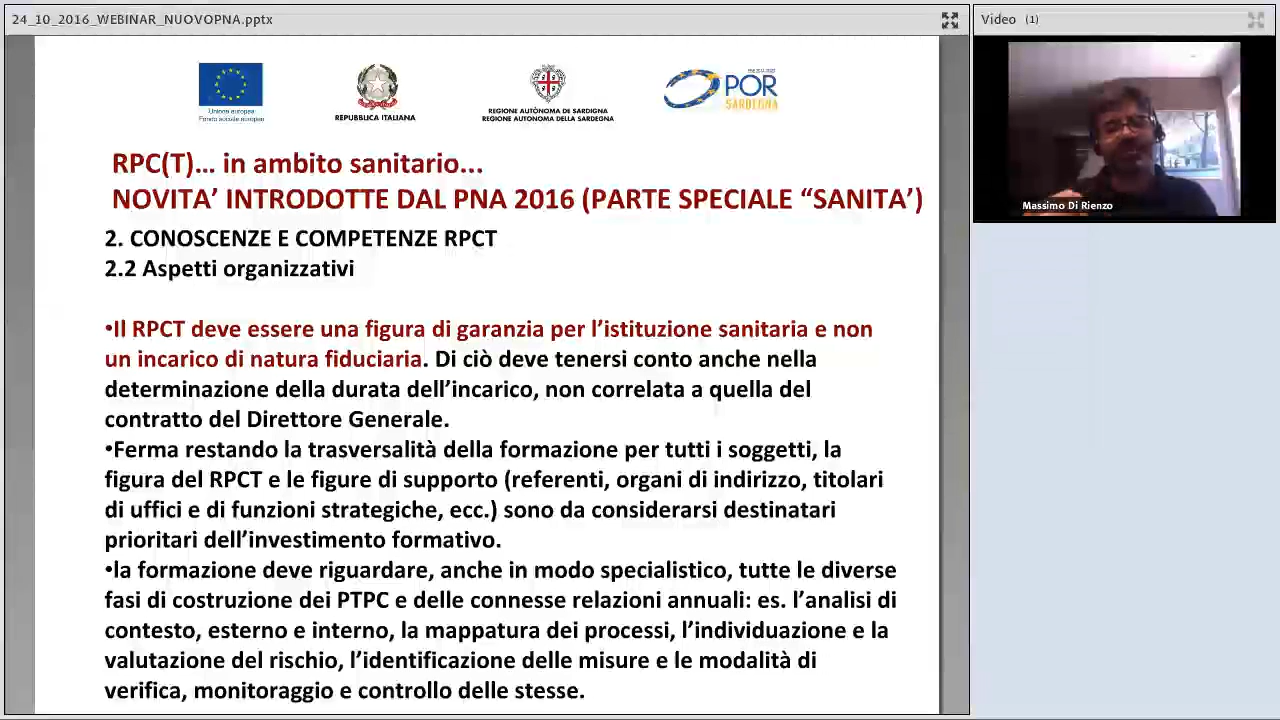 24_10_2016_WEBINAR_NUOVOPNA.pptx
Video (1)
Unione europea
Fondo sociale europeo
REPUBBLICA ITALIANA
REGIONE AUTÒNOMA DE SARDIGNA
REGIONE AUTONOMA DELLA SARDEGNA
POR
SARDEGNA
Massimo Di Rienzo
RPC(T)... in ambito sanitario...
NOVITA’ INTRODOTTE DAL PNA 2016 (PARTE SPECIALE “SANITA’)
2. CONOSCENZE E COMPETENZE RPCT
2.2 Aspetti organizzativi
•Il RPCT deve essere una figura di garanzia per l’istituzione sanitaria e non
un incarico di natura fiduciaria. Di ciò deve tenersi conto anche nella
determinazione della durata dell’incarico, non correlata a quella del
contratto del Direttore Generale.
•Ferma restando la trasversalità della formazione per tutti i soggetti, la
figura del RPCT e le figure di supporto (referenti, organi di indirizzo, titolari
di uffici e di funzioni strategiche, ecc.) sono da considerarsi destinatari
prioritari dell’investimento formativo.
•la formazione deve riguardare, anche in modo specialistico, tutte le diverse
fasi di costruzione dei PTPC e delle connesse relazioni annuali: es. l’analisi di
contesto, esterno e interno, la mappatura dei processi, l’individuazione e la
valutazione del rischio, l’identificazione delle misure e le modalità di
verifica, monitoraggio e controllo delle stesse.